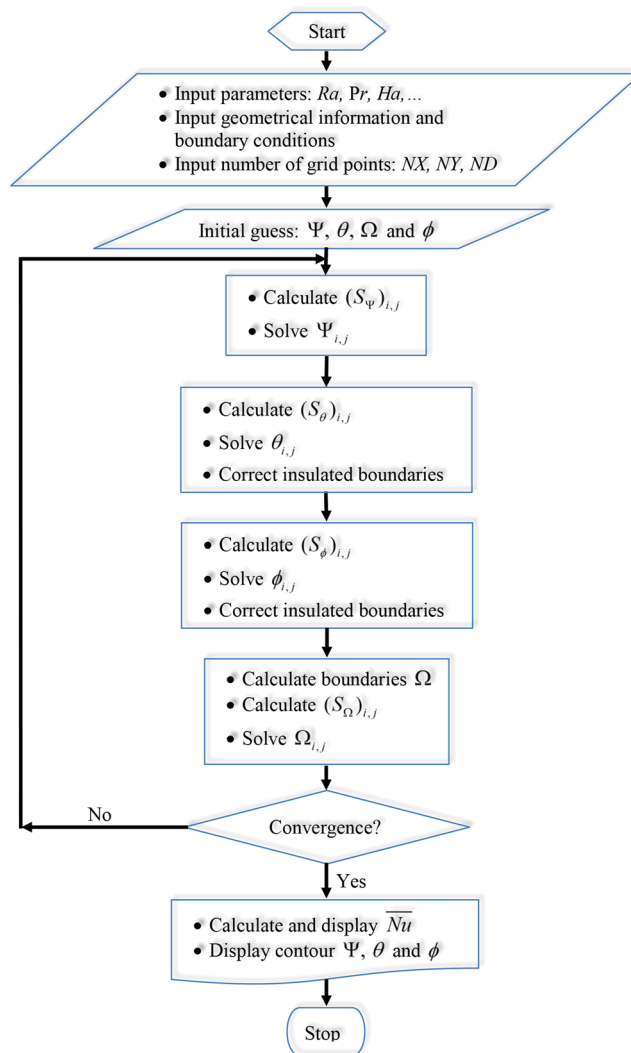 Start
• Input parameters: Ra, Pr, Ha,...
• Input geometrical information and
boundary conditions
• Input number of grid points: NX, NY, ND
Initial guess: Ψ, θ, Ω and ϕ
• Calculate (S_Ψ)_{i,j}
• Solve Ψ_{i,j}
• Calculate (S_θ)_{i,j}
• Solve θ_{i,j}
• Correct insulated boundaries
• Calculate (S_ϕ)_{i,j}
• Solve ϕ_{i,j}
• Correct insulated boundaries
• Calculate boundaries Ω
• Calculate (S_Ω)_{i,j}
• Solve Ω_{i,j}
No
Convergence?
Yes
• Calculate and display N̅u̅
• Display contour Ψ, θ and ϕ
Stop